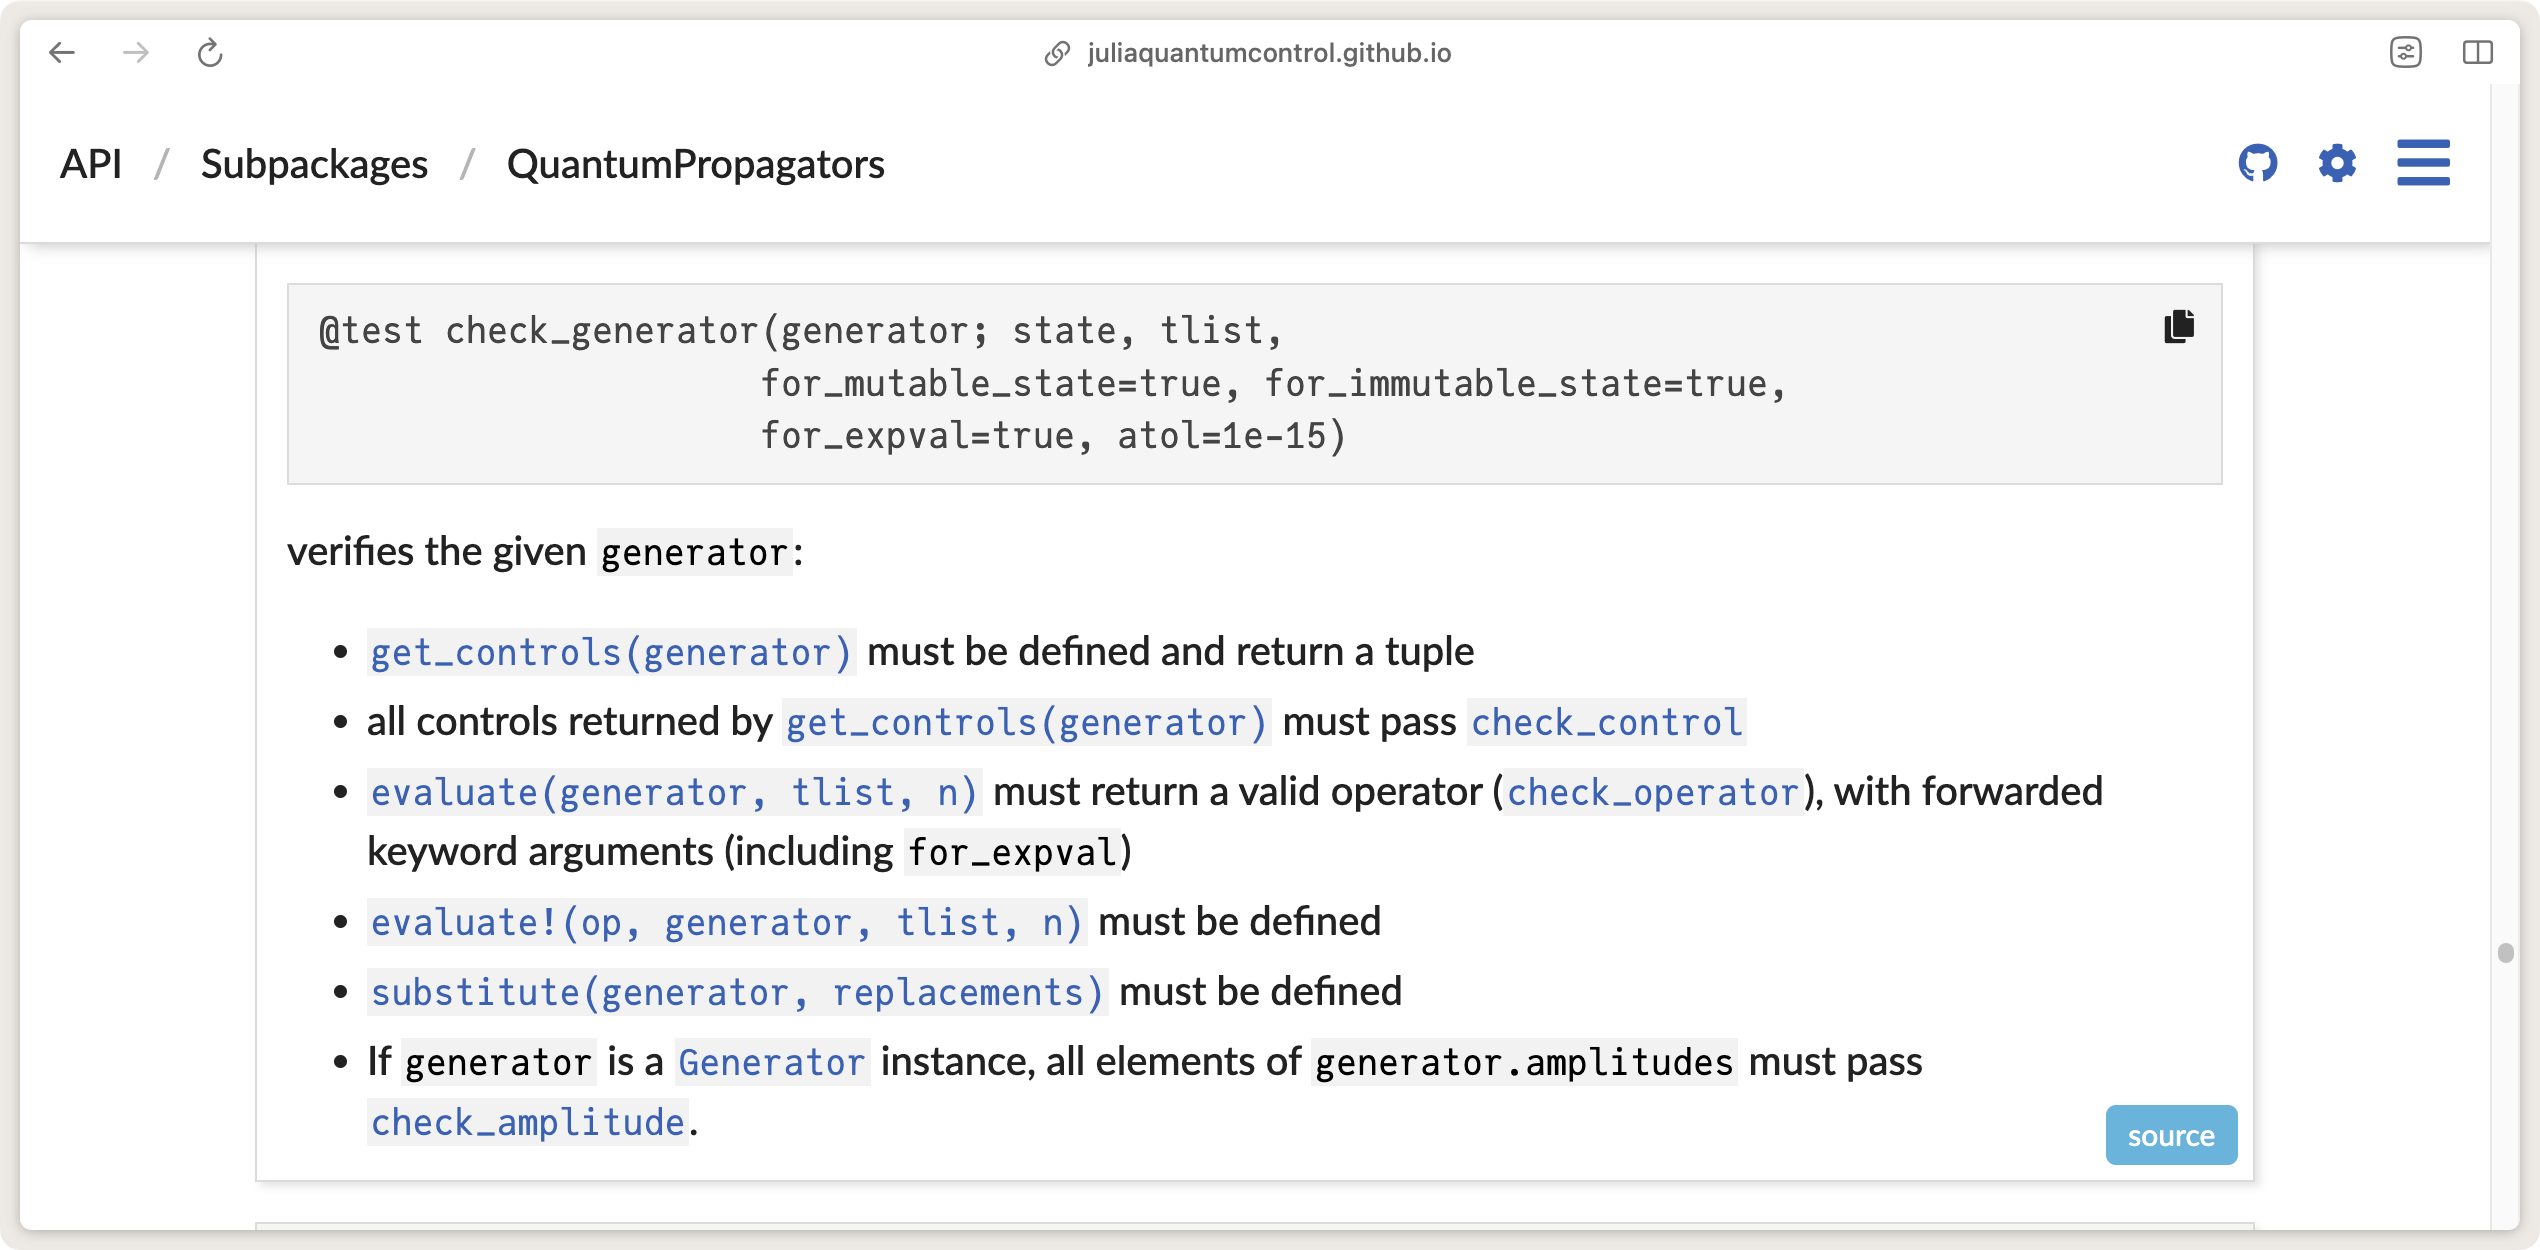 juliaquantumcontrol.github.io
API / Subpackages / QuantumPropagators
@test check_generator(generator; state, tlist,
for_mutable_state=true, for_immutable_state=true,
for_expval=true, atol=1e-15)
verifies the given generator:
• get_controls(generator) must be defined and return a tuple
• all controls returned by get_controls(generator) must pass check_control
• evaluate(generator, tlist, n) must return a valid operator (check_operator), with forwarded
keyword arguments (including for_expval)
• evaluate!(op, generator, tlist, n) must be defined
• substitute(generator, replacements) must be defined
• If generator is a Generator instance, all elements of generator.amplitudes must pass
check_amplitude.
source